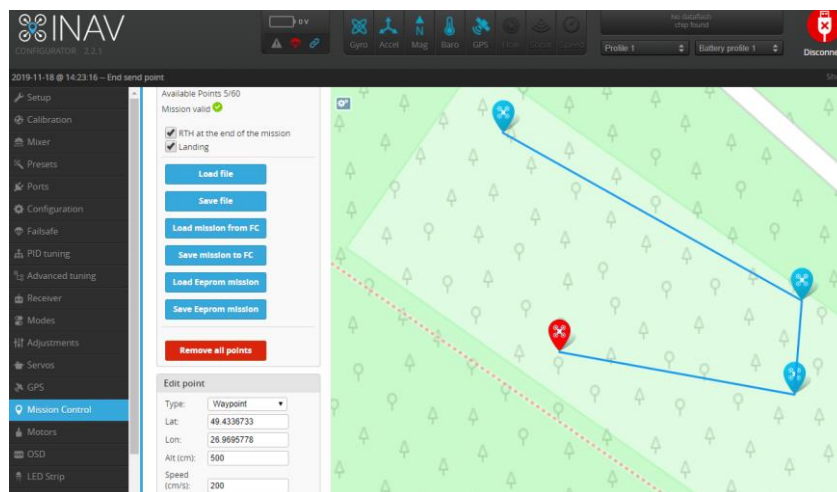 INAV
CONFIGURATOR 2.2.1
0 V
Gyro
Accel
Mag
Baro
GPS
Flow
Sonar
Speed
No dataflash
chip found
Profile 1
Battery profile 1
Disconne
2019-11-18 @ 14:23:16 -- End send point
Setup
Calibration
Mixer
Presets
Ports
Configuration
Failsafe
PID tuning
Advanced tuning
Receiver
Modes
Adjustments
Servos
GPS
Mission Control
Motors
OSD
LED Strip
Available Points 5/60
Mission valid
RTH at the end of the mission
Landing
Load file
Save file
Load mission from FC
Save mission to FC
Load Eeprom mission
Save Eeprom mission
Remove all points
Edit point
Type: Waypoint
Lat: 49.4336733
Lon: 26.9695778
Alt (cm): 500
Speed
(cm/s): 200